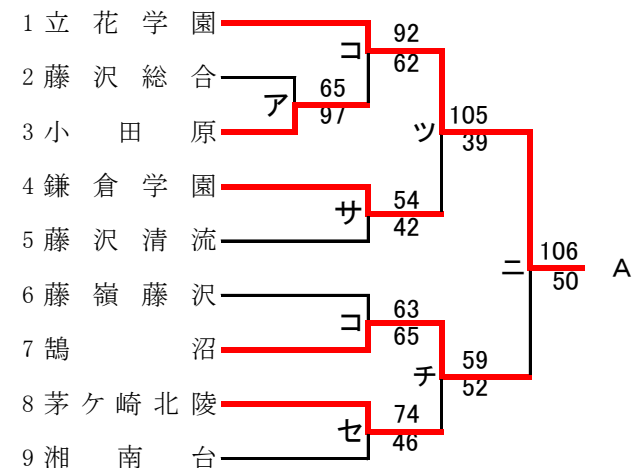 1 立花学園
2 藤沢総合
3 小田原
4 鎌倉学園
5 藤沢清流
6 藤嶺藤沢
7 鵠沼
8 茅ケ崎北陵
9 湘南台
ア
65
97
コ
92
62
サ
54
42
コ
63
65
セ
74
46
ツ
105
39
チ
59
52
ニ
106
50
A